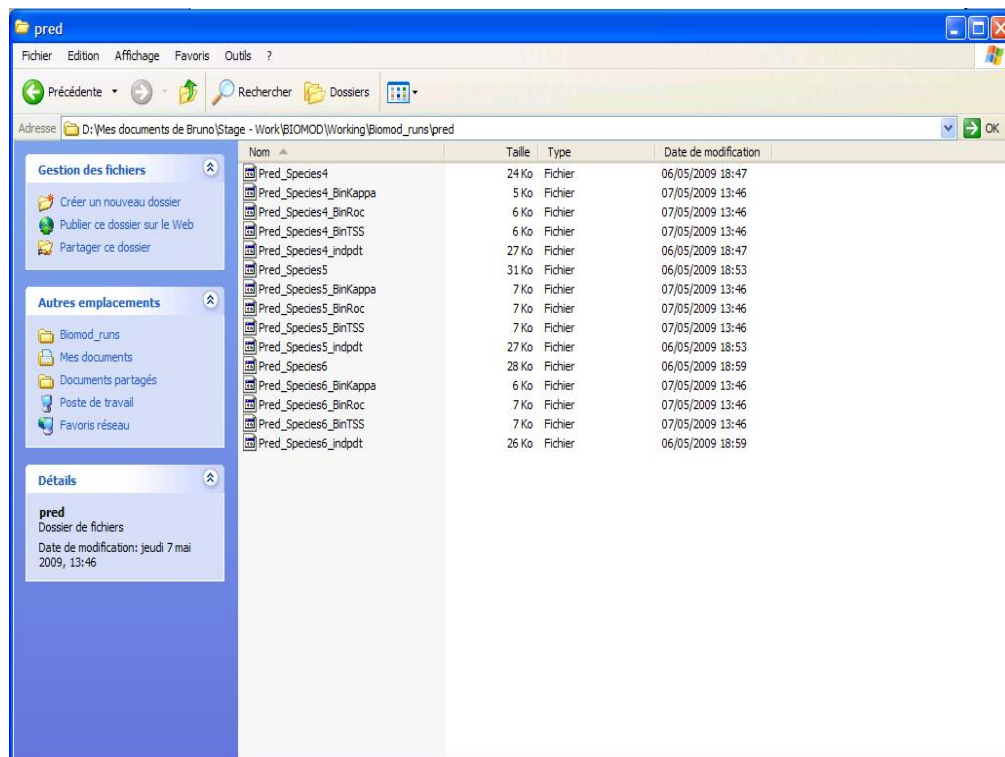 pred
Fichier Edition Affichage Favoris Outils ?
Précédente Rechercher Dossiers
Adresse D:\Mes documents de Bruno\Stage - Work\BIOMOD\Working\Biomod_runs\pred OK
Gestion des fichiers
Créer un nouveau dossier
Publier ce dossier sur le Web
Partager ce dossier
Autres emplacements
Biomod_runs
Mes documents
Documents partagés
Poste de travail
Favoris réseau
Détails
pred
Dossier de fichiers
Date de modification: jeudi 7 mai
2009, 13:46
Nom Taille Type Date de modification
Pred_Species4 24 Ko Fichier 06/05/2009 18:47
Pred_Species4_BinKappa 5 Ko Fichier 07/05/2009 13:46
Pred_Species4_BinRoc 6 Ko Fichier 07/05/2009 13:46
Pred_Species4_BinTSS 6 Ko Fichier 07/05/2009 13:46
Pred_Species4_indpdt 27 Ko Fichier 06/05/2009 18:47
Pred_Species5 31 Ko Fichier 06/05/2009 18:53
Pred_Species5_BinKappa 7 Ko Fichier 07/05/2009 13:46
Pred_Species5_BinRoc 7 Ko Fichier 07/05/2009 13:46
Pred_Species5_BinTSS 7 Ko Fichier 07/05/2009 13:46
Pred_Species5_indpdt 27 Ko Fichier 06/05/2009 18:53
Pred_Species6 28 Ko Fichier 06/05/2009 18:59
Pred_Species6_BinKappa 6 Ko Fichier 07/05/2009 13:46
Pred_Species6_BinRoc 7 Ko Fichier 07/05/2009 13:46
Pred_Species6_BinTSS 7 Ko Fichier 07/05/2009 13:46
Pred_Species6_indpdt 26 Ko Fichier 06/05/2009 18:59